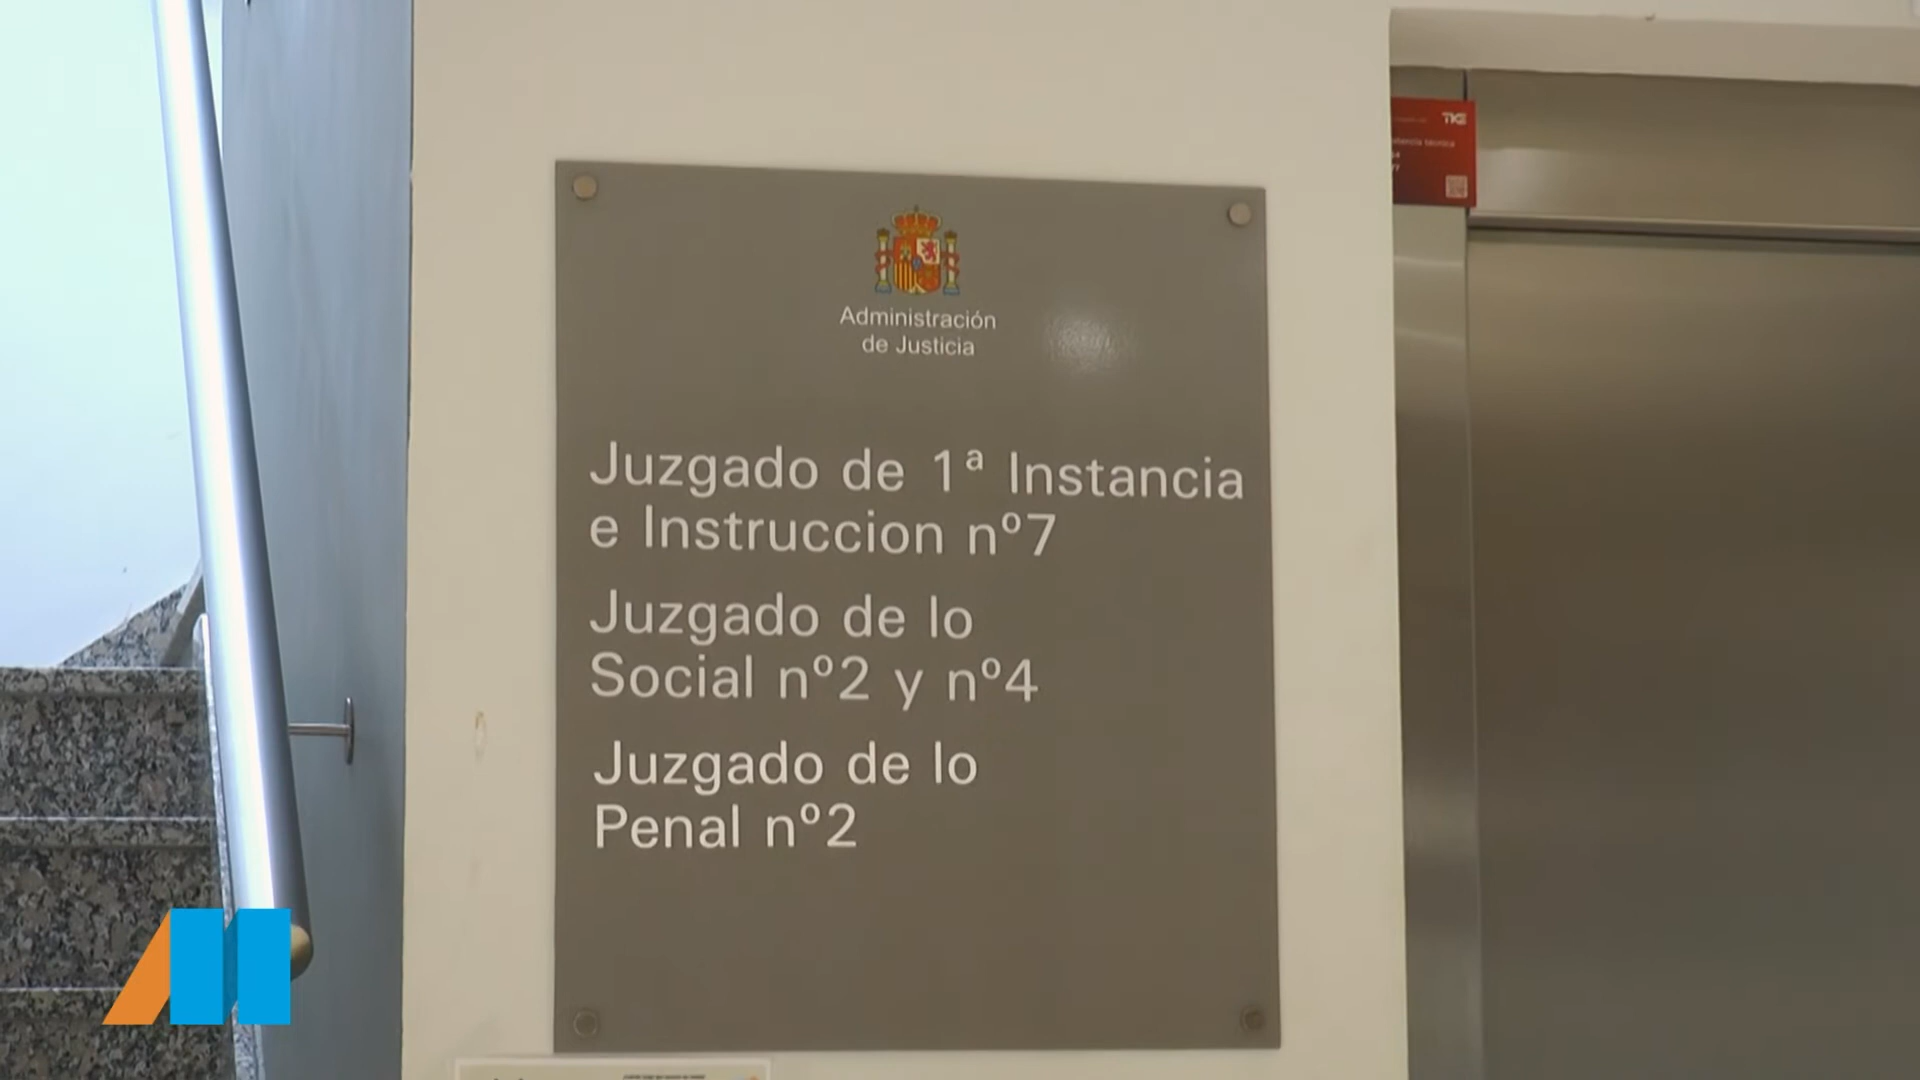 TKE
Administración
de Justicia
Juzgado de 1ª Instancia
e Instruccion nº7
Juzgado de lo
Social nº2 y nº4
Juzgado de lo
Penal nº2